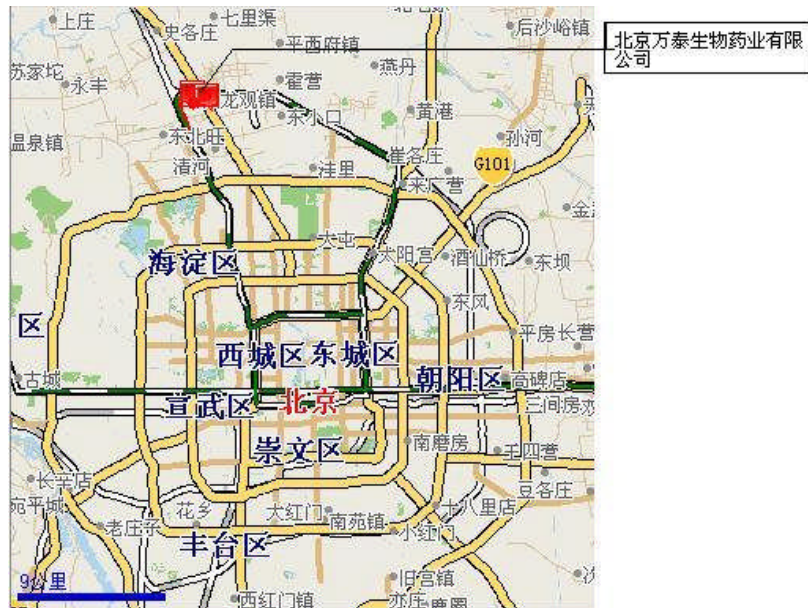 上庄
七里渠
后沙峪镇
史各庄
平西府镇
燕丹
苏家坨
永丰
霍营
北京万泰生物药业有限
公司
龙观镇
东小口
黄港
温泉镇
东北旺
孙河
清河
洼里
崔各庄
G101
来广营
海淀区
大屯
太阳宫
酒仙桥
东坝
东风
区
平房
长营
西城区
东城区
古城
朝阳区
高碑店
宣武区
北京
三间房
崇文区
南磨房
王四营
长辛店
豆各庄
宛平城
花乡
大红门
南苑镇
十八里店
老庄子
小红门
丰台区
9公里
旧宫镇
西红门镇
亦庄
鹿圈